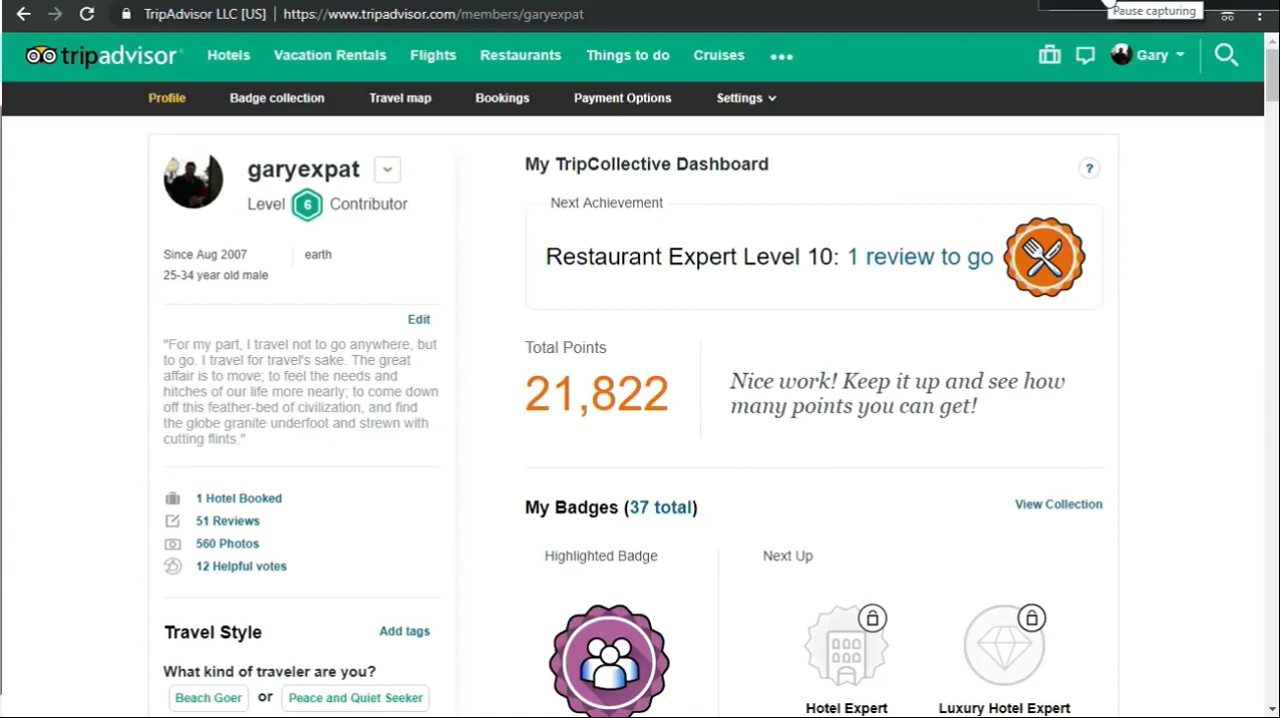 TripAdvisor LLC [US] | https://www.tripadvisor.com/members/garyexpat
Pause capturing
tripadvisor Hotels Vacation Rentals Flights Restaurants Things to do Cruises Gary
Profile Badge collection Travel map Bookings Payment Options Settings
garyexpat
Level 6 Contributor
Since Aug 2007 earth
25-34 year old male
Edit
"For my part, I travel not to go anywhere, but
to go. I travel for travel's sake. The great
affair is to move; to feel the needs and
hitches of our life more nearly; to come down
off this feather-bed of civilization, and find
the globe granite underfoot and strewn with
cutting flints."
1 Hotel Booked
51 Reviews
560 Photos
12 Helpful votes
Travel Style Add tags
What kind of traveler are you?
Beach Goer or Peace and Quiet Seeker
My TripCollective Dashboard ?
Next Achievement
Restaurant Expert Level 10: 1 review to go
Total Points
21,822
Nice work! Keep it up and see how
many points you can get!
My Badges (37 total) View Collection
Highlighted Badge Next Up
Hotel Expert Luxury Hotel Expert